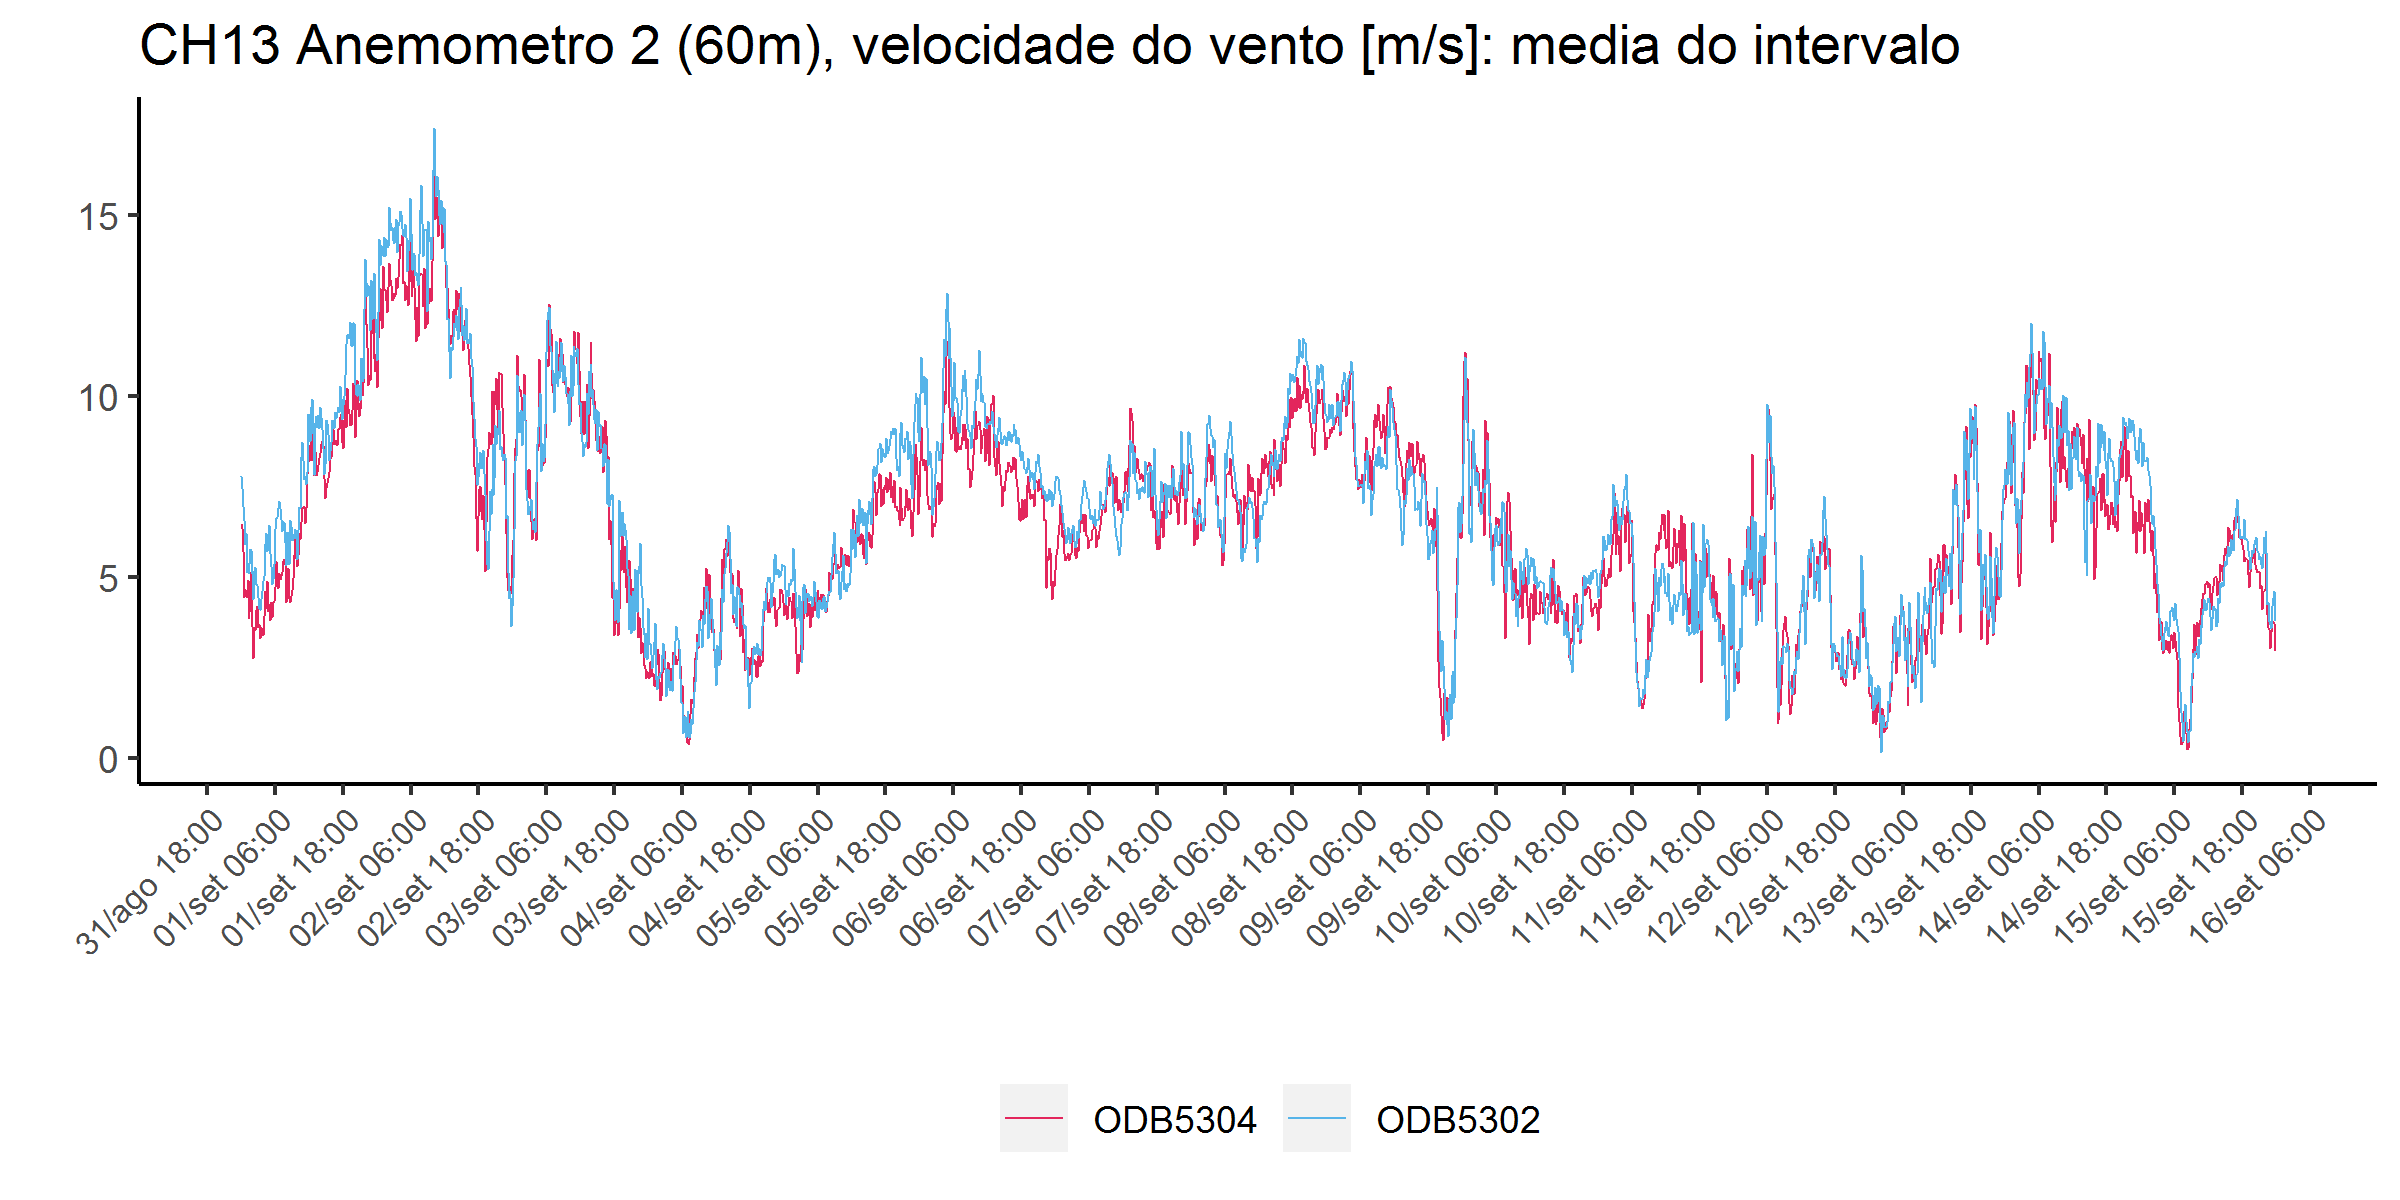 CH13 Anemometro 2 (60m), velocidade do vento [m/s]: media do intervalo
15
10
5
0
31/ago 18:00
01/set 06:00
01/set 18:00
02/set 06:00
02/set 18:00
03/set 06:00
03/set 18:00
04/set 06:00
04/set 18:00
05/set 06:00
05/set 18:00
06/set 06:00
06/set 18:00
07/set 06:00
07/set 18:00
08/set 06:00
08/set 18:00
09/set 06:00
09/set 18:00
10/set 06:00
10/set 18:00
11/set 06:00
11/set 18:00
12/set 06:00
12/set 18:00
13/set 06:00
13/set 18:00
14/set 06:00
14/set 18:00
15/set 06:00
15/set 18:00
16/set 06:00
ODB5304 ODB5302